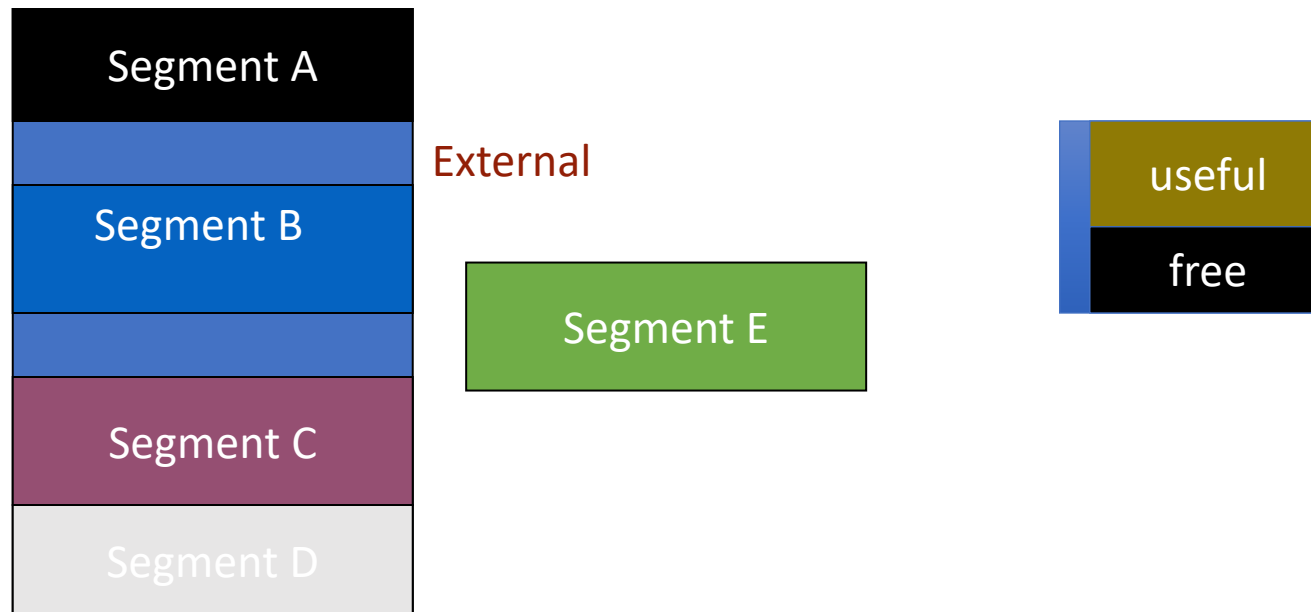 Segment A
External
Segment B
Segment E
Segment C
Segment D
useful
free